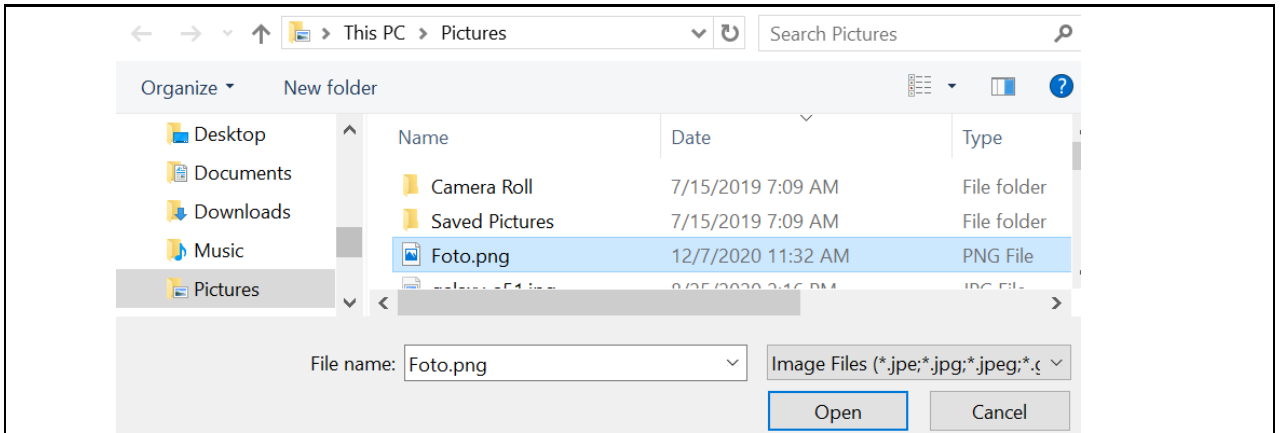 This PC > Pictures
Search Pictures
Organize
New folder
Desktop
Documents
Downloads
Music
Pictures
Name Date Type
Camera Roll 7/15/2019 7:09 AM File folder
Saved Pictures 7/15/2019 7:09 AM File folder
Foto.png 12/7/2020 11:32 AM PNG File
File name: Foto.png
Image Files (*.jpe;*.jpg;*.jpeg;*.g
Open Cancel